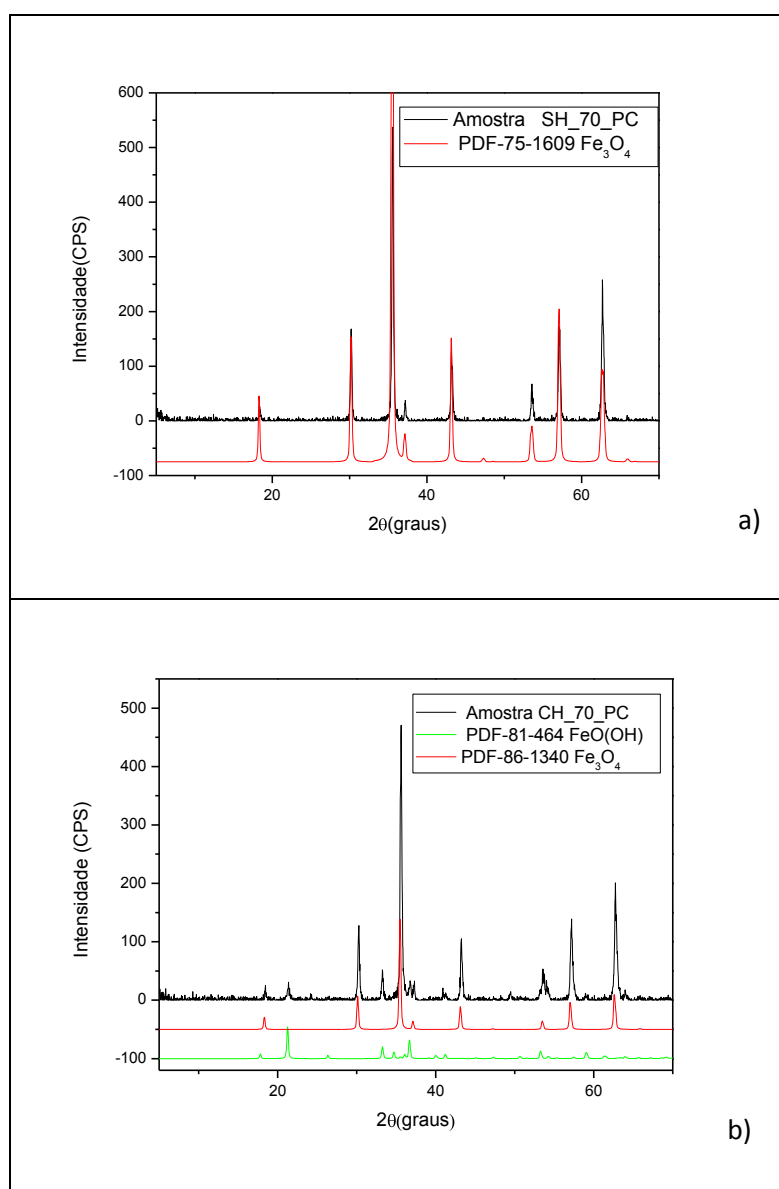 600
500
400
300
200
100
0
-100
Intensidade(CPS)
Amostra SH_70_PC
PDF-75-1609 Fe₃O₄
20 40 60
2θ(graus)
a)
500
400
300
200
100
0
-100
Intensidade (CPS)
Amostra CH_70_PC
PDF-81-464 FeO(OH)
PDF-86-1340 Fe₃O₄
20 40 60
2θ(graus)
b)